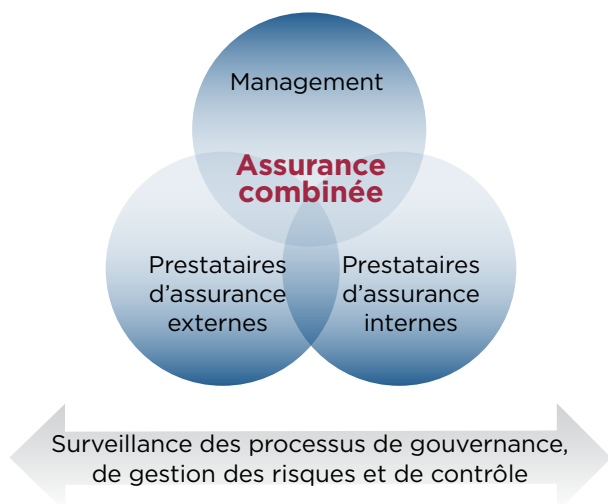 Management
Assurance
combinée
Prestataires
d'assurance
externes
Prestataires
d'assurance
internes
Surveillance des processus de gouvernance,
de gestion des risques et de contrôle